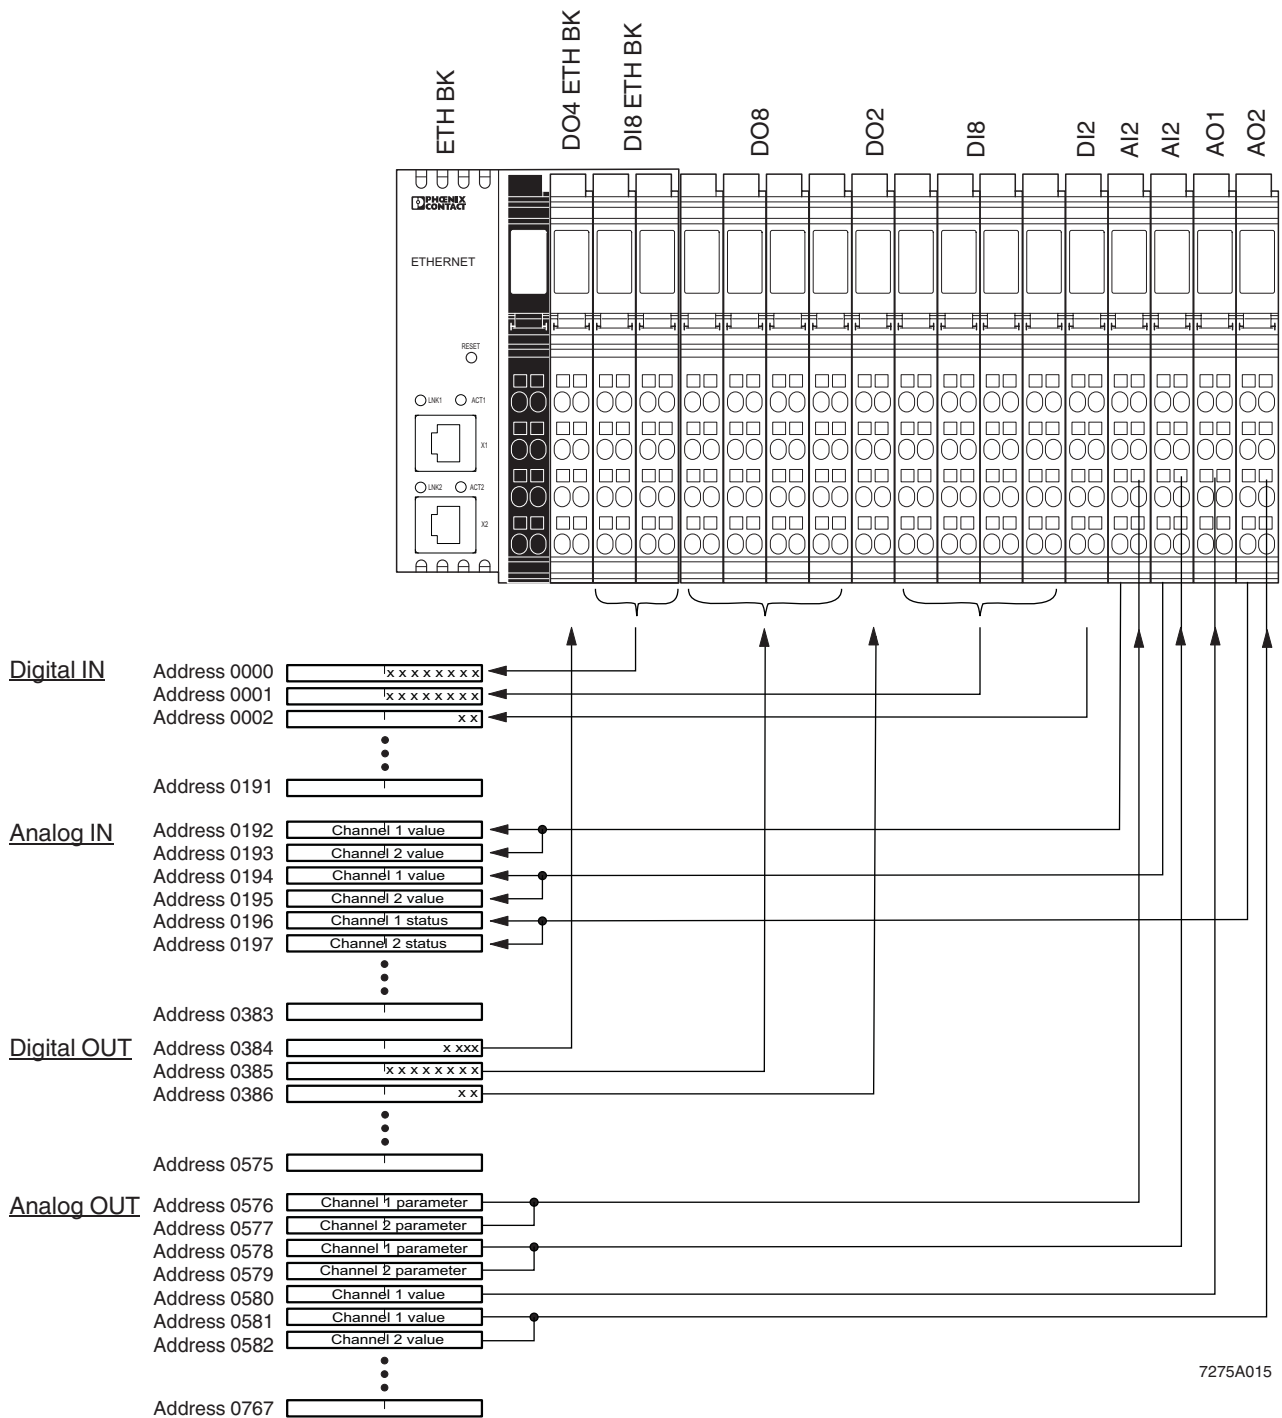 ETH BK
DO4 ETH BK
DI8 ETH BK
DO8
DO2
DI8
DI2
AI2
AI2
AO1
AO2
PHŒNIX
CONTACT
ETHERNET
RESET
LNK1 ACT1
X1
LNK2 ACT2
X2
Digital IN
Address 0000 x x x x x x x x
Address 0001 x x x x x x x x
Address 0002 x x
Address 0191
Analog IN
Address 0192 Channel 1 value
Address 0193 Channel 2 value
Address 0194 Channel 1 value
Address 0195 Channel 2 value
Address 0196 Channel 1 status
Address 0197 Channel 2 status
Address 0383
Digital OUT
Address 0384 x xxx
Address 0385 x x x x x x x x
Address 0386 x x
Address 0575
Analog OUT
Address 0576 Channel 1 parameter
Address 0577 Channel 2 parameter
Address 0578 Channel 1 parameter
Address 0579 Channel 2 parameter
Address 0580 Channel 1 value
Address 0581 Channel 1 value
Address 0582 Channel 2 value
Address 0767
7275A015